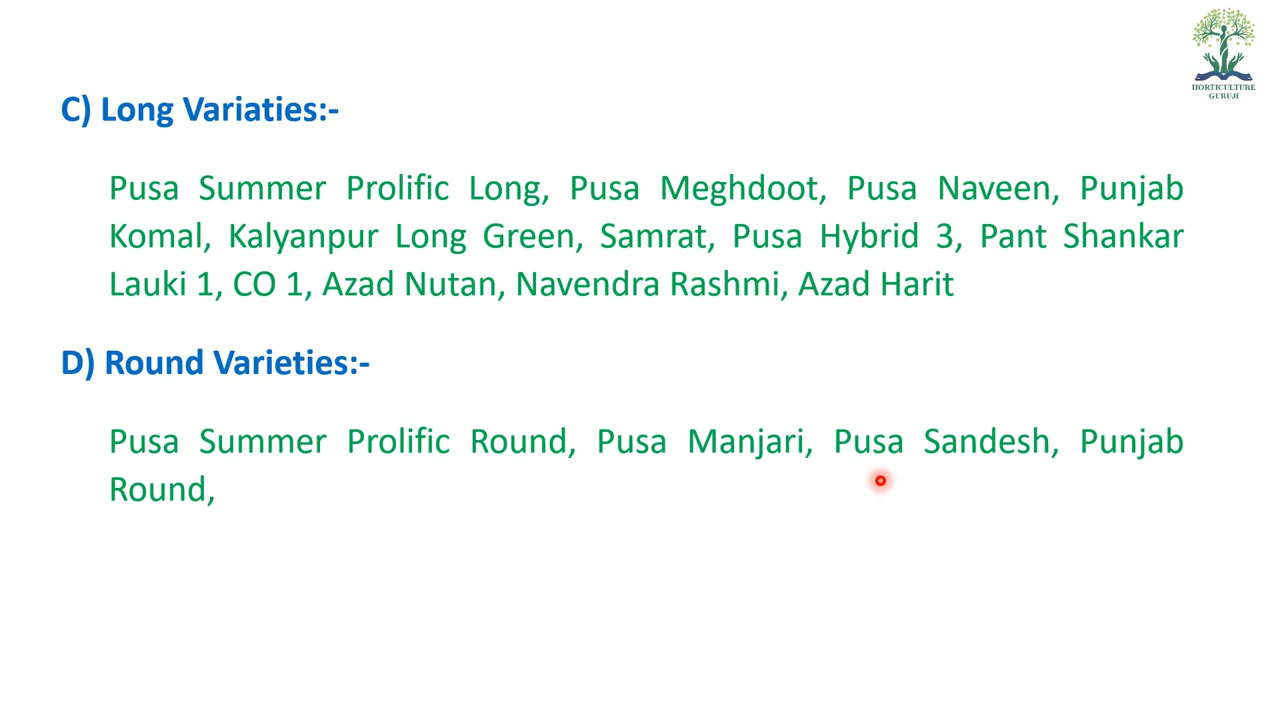 HORTICULTURE
GURUJI
C) Long Variaties:-
Pusa Summer Prolific Long, Pusa Meghdoot, Pusa Naveen, Punjab
Komal, Kalyanpur Long Green, Samrat, Pusa Hybrid 3, Pant Shankar
Lauki 1, CO 1, Azad Nutan, Navendra Rashmi, Azad Harit
D) Round Varieties:-
Pusa Summer Prolific Round, Pusa Manjari, Pusa Sandesh, Punjab
Round,